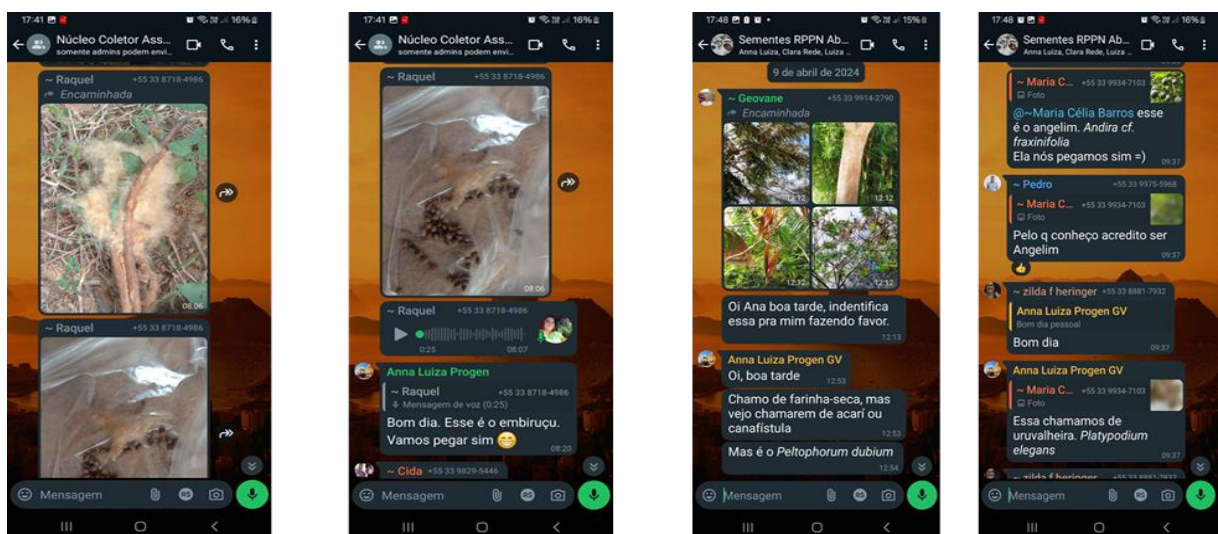 17:41
16%
Núcleo Coletor Ass...
somente admins podem envi...
~ Raquel +55 33 8718-4986
Encaminhada
08:06
~ Raquel +55 33 8718-4986
Mensagem
17:41
16%
Núcleo Coletor Ass...
somente admins podem envi...
~ Raquel +55 33 8718-4986
08:06
~ Raquel +55 33 8718-4986
0:25 08:07
Anna Luiza Progen
~ Raquel +55 33 8718-4986
Mensagem de voz (0:25)
Bom dia. Esse é o embiruçu.
Vamos pegar sim 😁
08:20
~ Cida +55 33 9829-5446
Mensagem
17:48
15%
Sementes RPPN Ab...
Anna Luiza, Clara Rede, Luiza ...
9 de abril de 2024
~ Geovane +55 33 9914-2790
Encaminhada
12:12 12:12
12:12 12:12
Oi Ana boa tarde, indentifica
essa pra mim fazendo favor.
12:13
Anna Luiza Progen GV
Oi, boa tarde
12:53
Chamo de farinha-seca, mas
vejo chamarem de acarí ou
canafístula
12:53
Mas é o Peltophorum dubium
12:54
Mensagem
17:48
16%
Sementes RPPN Ab...
Anna Luiza, Clara Rede, Luiza ...
~ Maria C... +55 33 9934-7103
Foto
@~Maria Célia Barros esse
é o angelim. Andira cf.
fraxinifolia
Ela nós pegamos sim =)
09:37
~ Pedro +55 33 9975-5968
~ Maria C... +55 33 9934-7103
Foto
Pelo q conheço acredito ser
Angelim
09:37
👍
~ zilda f heringer +55 33 8881-7932
Anna Luiza Progen GV
Bom dia pessoal
Bom dia
09:37
Anna Luiza Progen GV
~ Maria C... +55 33 9934-7103
Foto
Essa chamamos de
uruvalheira. Platypodium
elegans
09:37
~ zilda f heringer +55 33 8881-7932
Mensagem